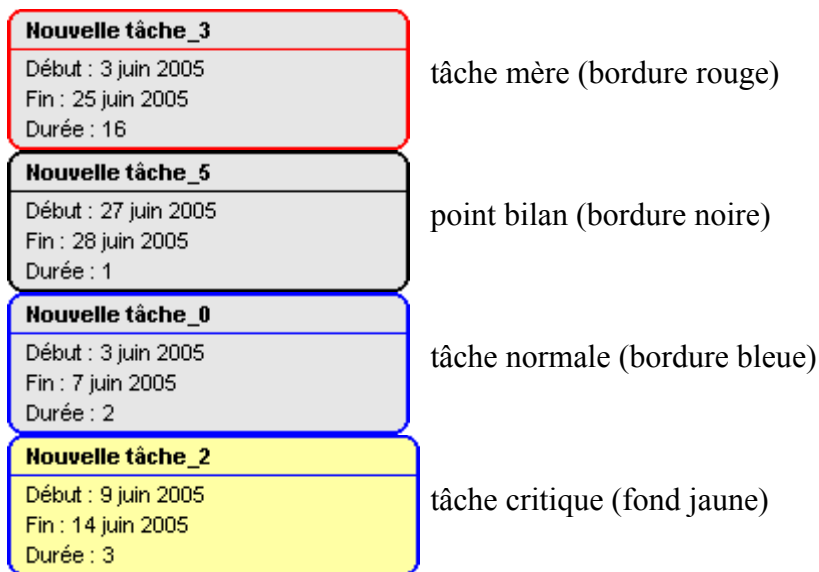 Nouvelle tâche_3
Début : 3 juin 2005
Fin : 25 juin 2005
Durée : 16
tâche mère (bordure rouge)
Nouvelle tâche_5
Début : 27 juin 2005
Fin : 28 juin 2005
Durée : 1
point bilan (bordure noire)
Nouvelle tâche_0
Début : 3 juin 2005
Fin : 7 juin 2005
Durée : 2
tâche normale (bordure bleue)
Nouvelle tâche_2
Début : 9 juin 2005
Fin : 14 juin 2005
Durée : 3
tâche critique (fond jaune)